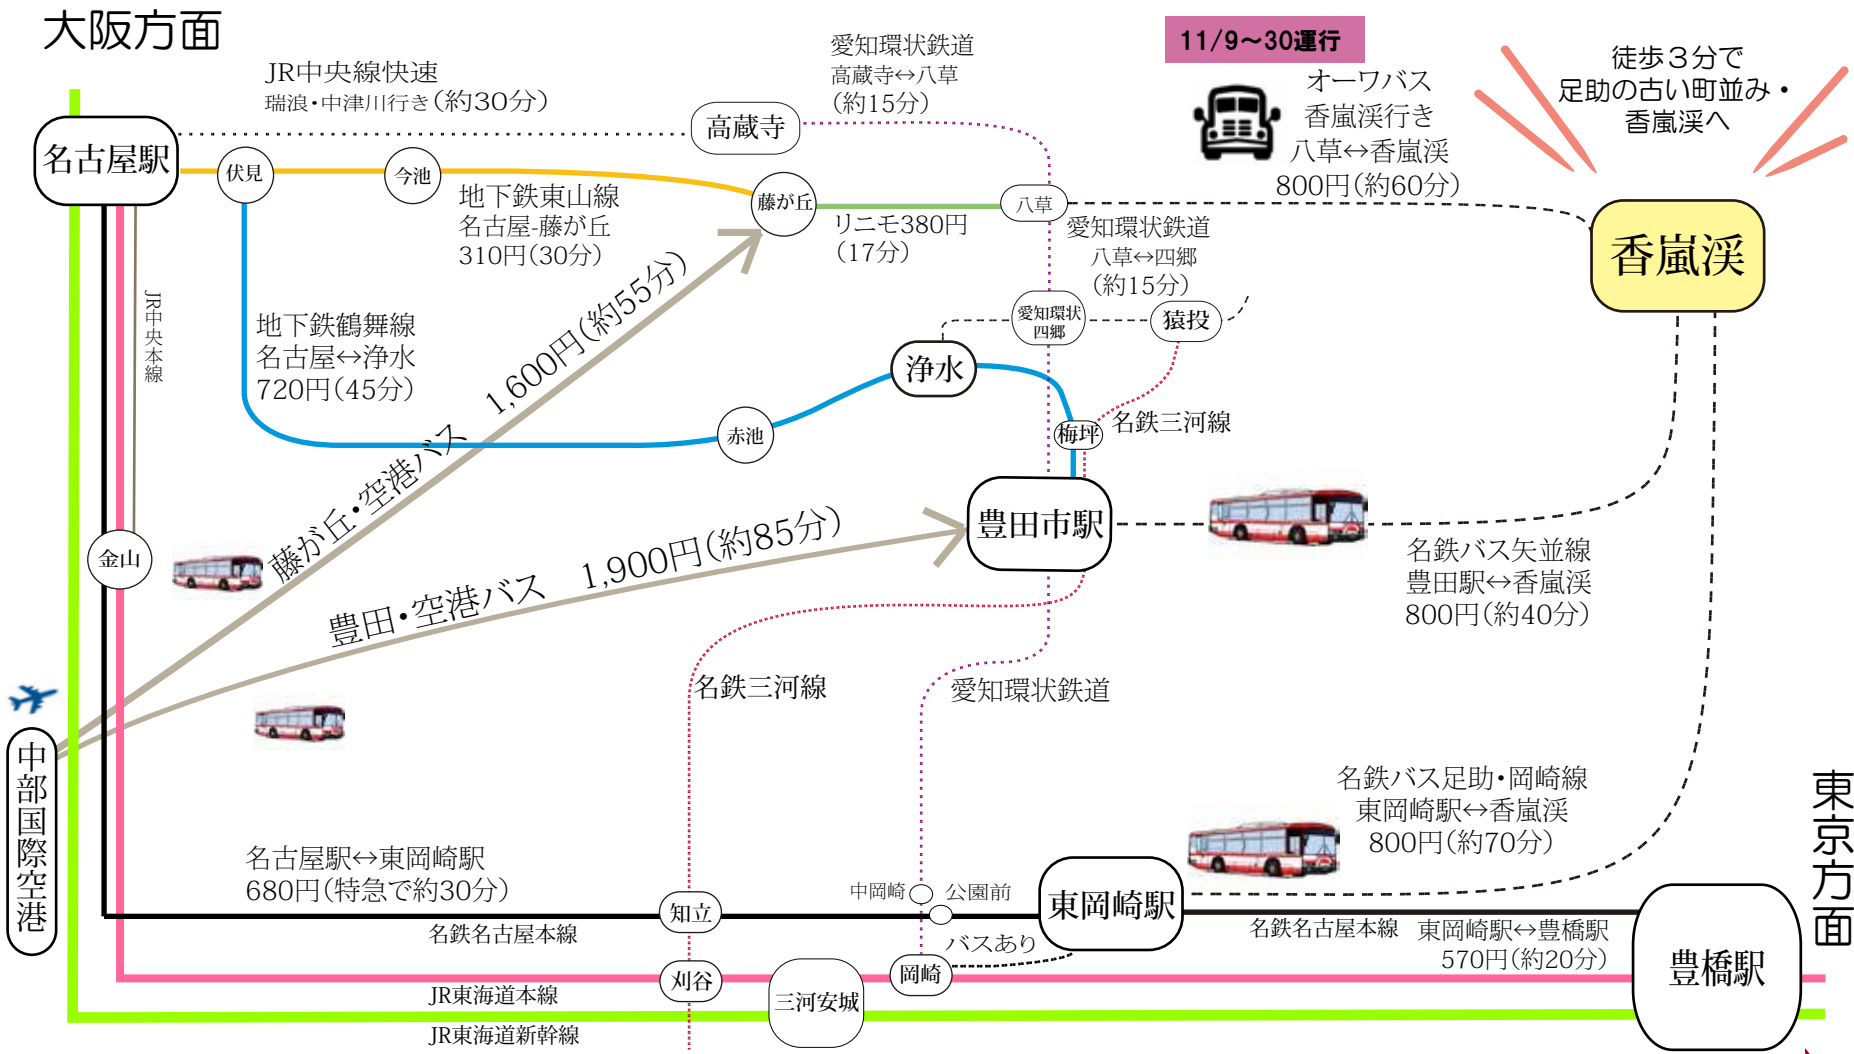 大阪方面
JR中央線快速
瑞浪・中津川行き(約30分)
愛知環状鉄道
高蔵寺↔八草
(約15分)
11/9〜30運行
オーワバス
香嵐渓行き
八草↔香嵐渓
800円(約60分)
徒歩３分で
足助の古い町並み・
香嵐渓へ
名古屋駅
伏見
今池
高蔵寺
地下鉄東山線
名古屋-藤が丘
310円(30分)
藤が丘
リニモ380円
(17分)
八草
愛知環状鉄道
八草↔四郷
(約15分)
香嵐渓
JR中央本線
地下鉄鶴舞線
名古屋↔浄水
720円(45分)
愛知環状
四郷
猿投
浄水
赤池
梅坪
名鉄三河線
藤が丘・空港バス 1,600円(約55分)
豊田・空港バス 1,900円(約85分)
金山
豊田市駅
名鉄バス矢並線
豊田駅↔香嵐渓
800円(約40分)
名鉄三河線
愛知環状鉄道
中部国際空港
名鉄バス足助・岡崎線
東岡崎駅↔香嵐渓
800円(約70分)
東京方面
名古屋駅↔東岡崎駅
680円(特急で約30分)
知立
中岡崎
公園前
東岡崎駅
名鉄名古屋本線
バスあり
名鉄名古屋本線
東岡崎駅↔豊橋駅
570円(約20分)
豊橋駅
刈谷
三河安城
岡崎
JR東海道本線
JR東海道新幹線